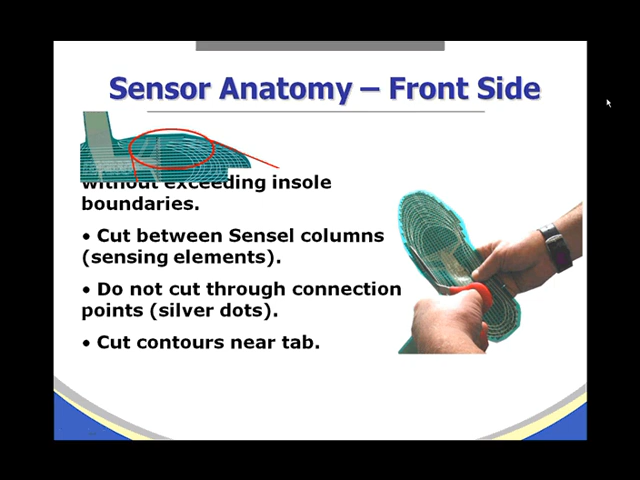 Sensor Anatomy – Front Side
without exceeding insole
boundaries.
• Cut between Sensel columns
(sensing elements).
• Do not cut through connection
points (silver dots).
• Cut contours near tab.